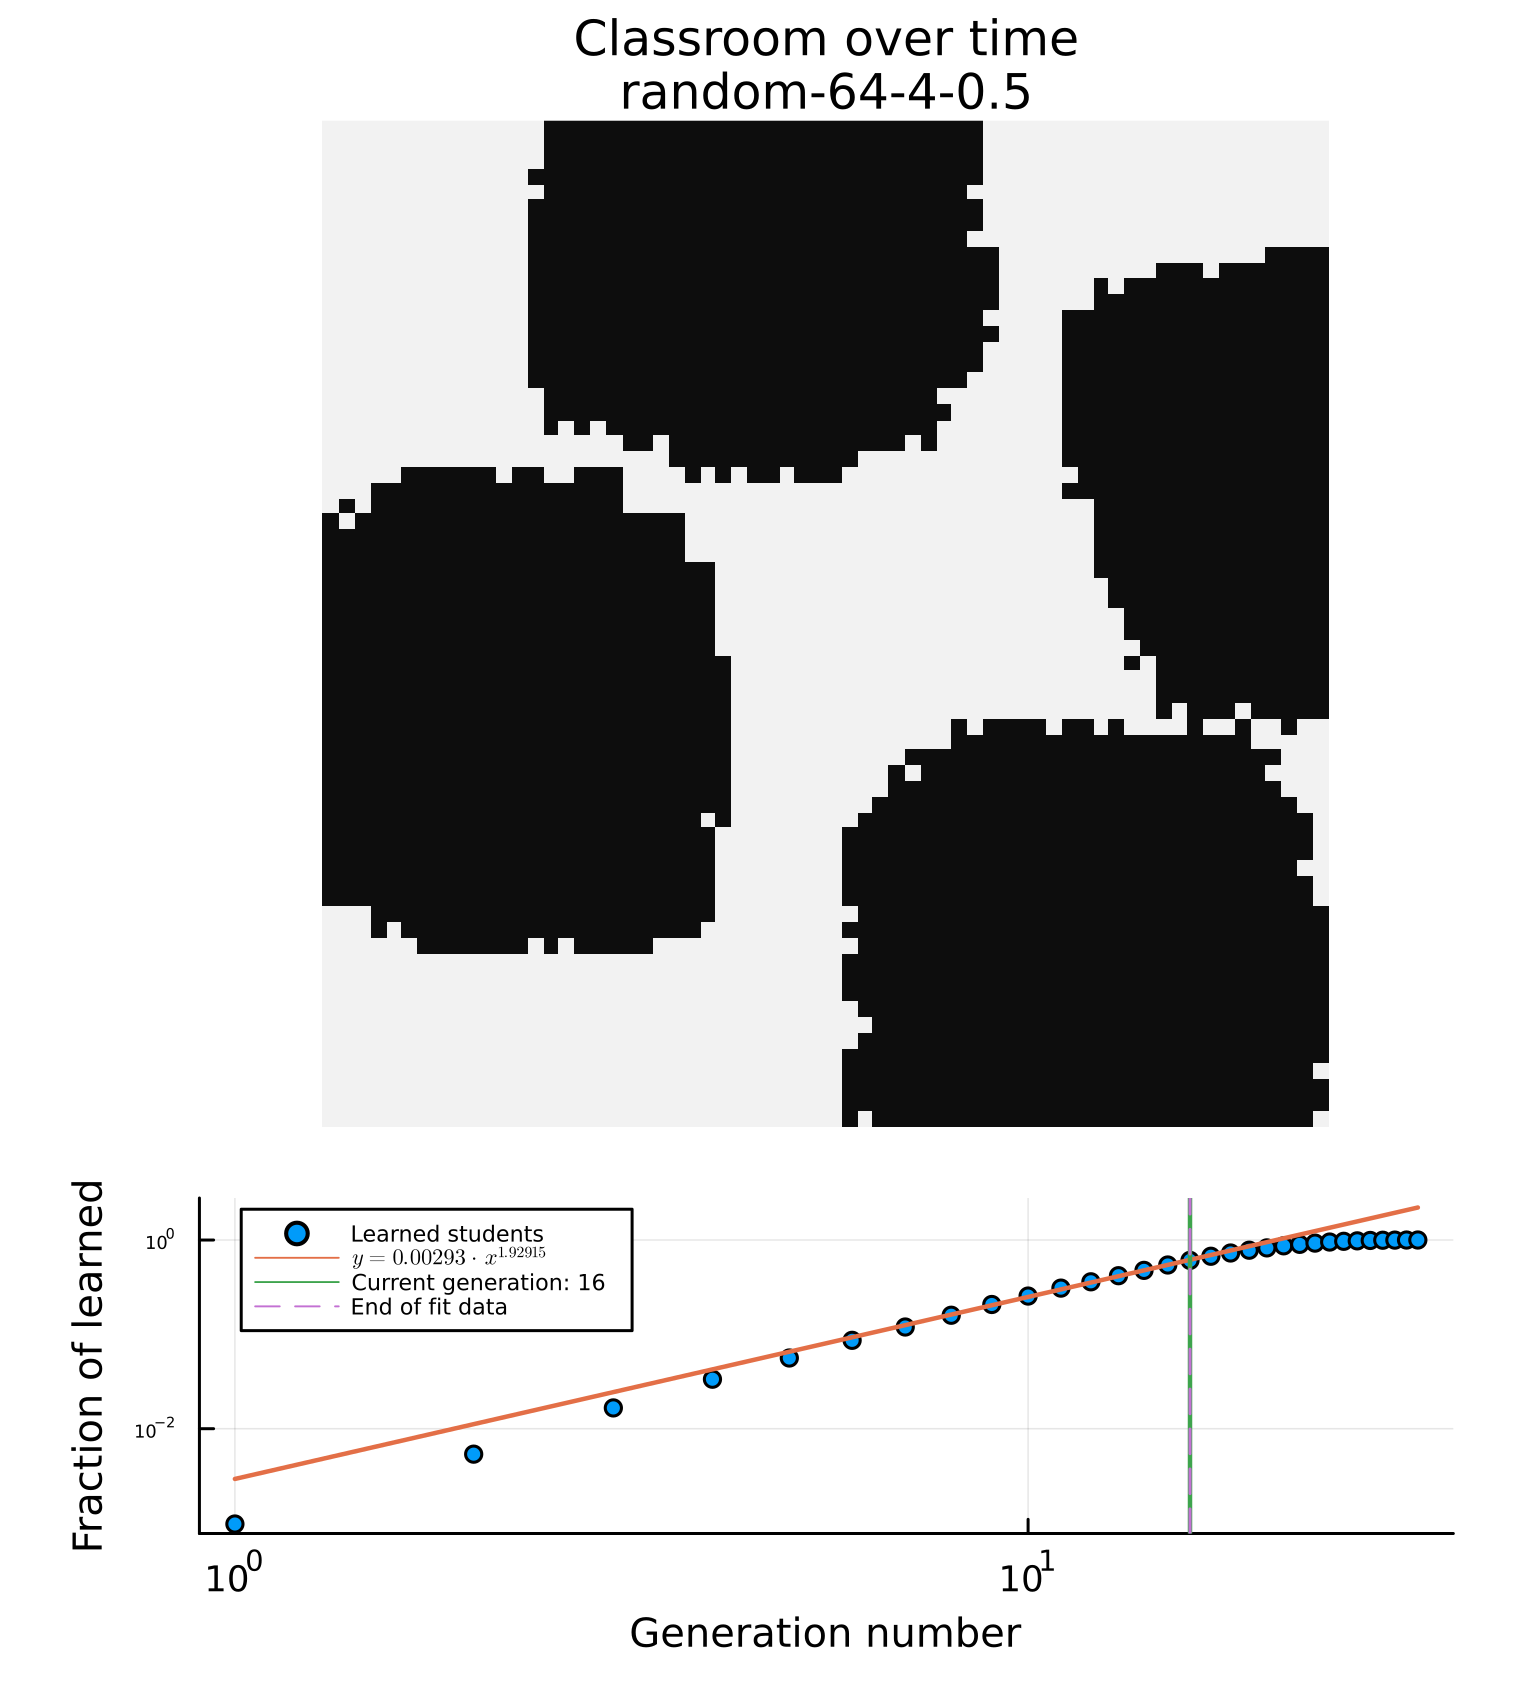 Classroom over time
random-64-4-0.5
Fraction of learned
10^0
10^−2
Learned students
y = 0.00293 · x^1.92915
Current generation: 16
End of fit data
10^0
10^1
Generation number